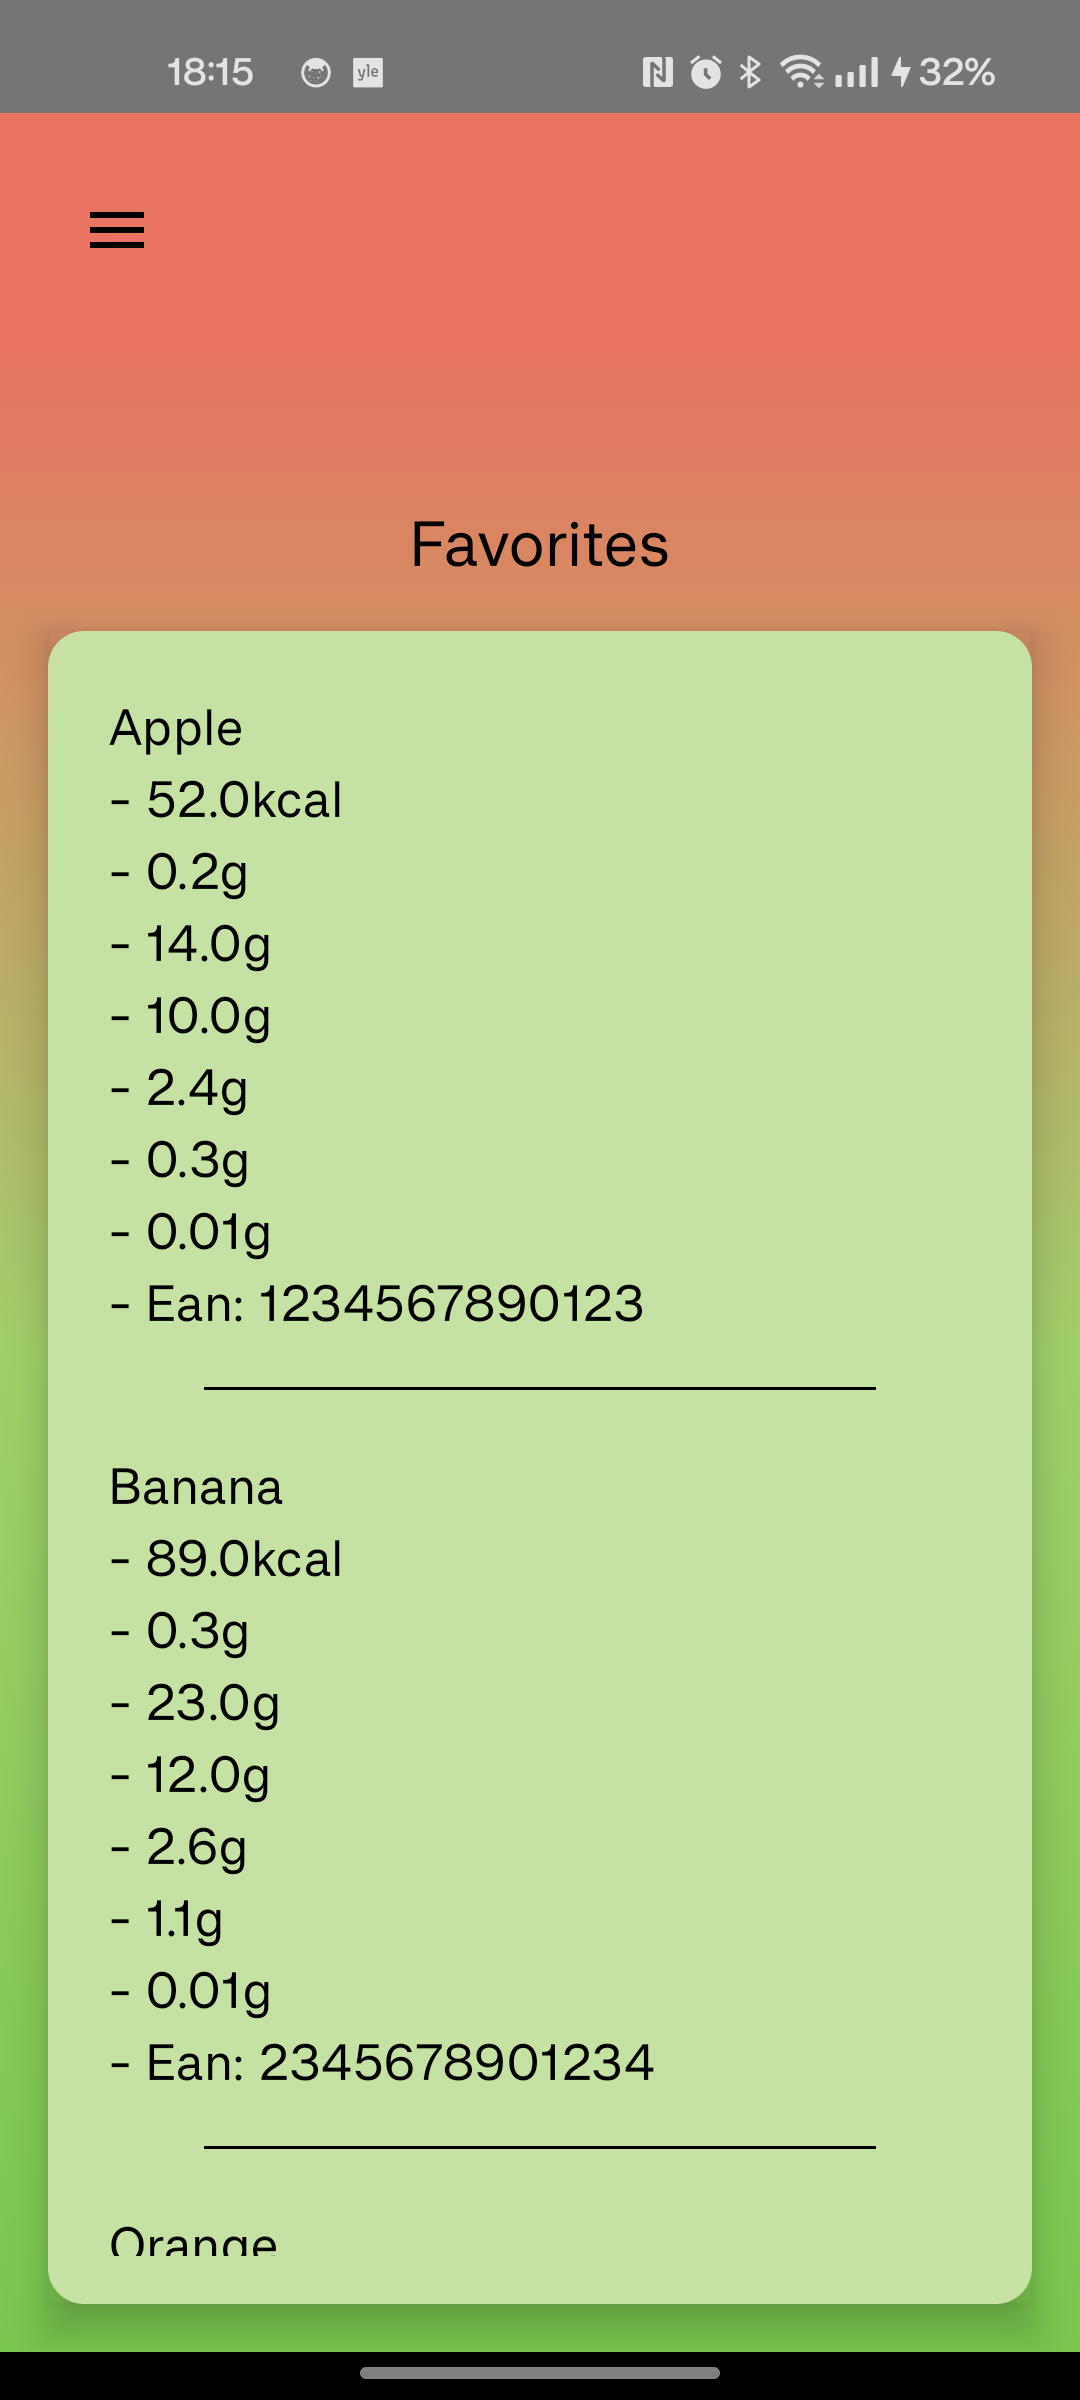 18:15 yle 32%
Favorites
Apple
- 52.0kcal
- 0.2g
- 14.0g
- 10.0g
- 2.4g
- 0.3g
- 0.01g
- Ean: 1234567890123
Banana
- 89.0kcal
- 0.3g
- 23.0g
- 12.0g
- 2.6g
- 1.1g
- 0.01g
- Ean: 2345678901234
Orange